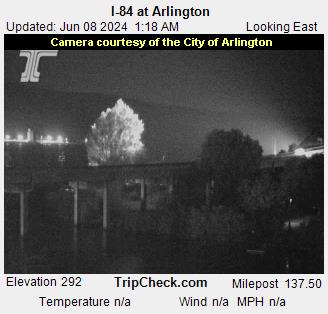 I-84 at Arlington
Updated: Jun 08 2024 1:18 AM Looking East
Camera courtesy of the City of Arlington
Elevation 292 TripCheck.com Milepost 137.50
Temperature n/a Wind n/a MPH n/a